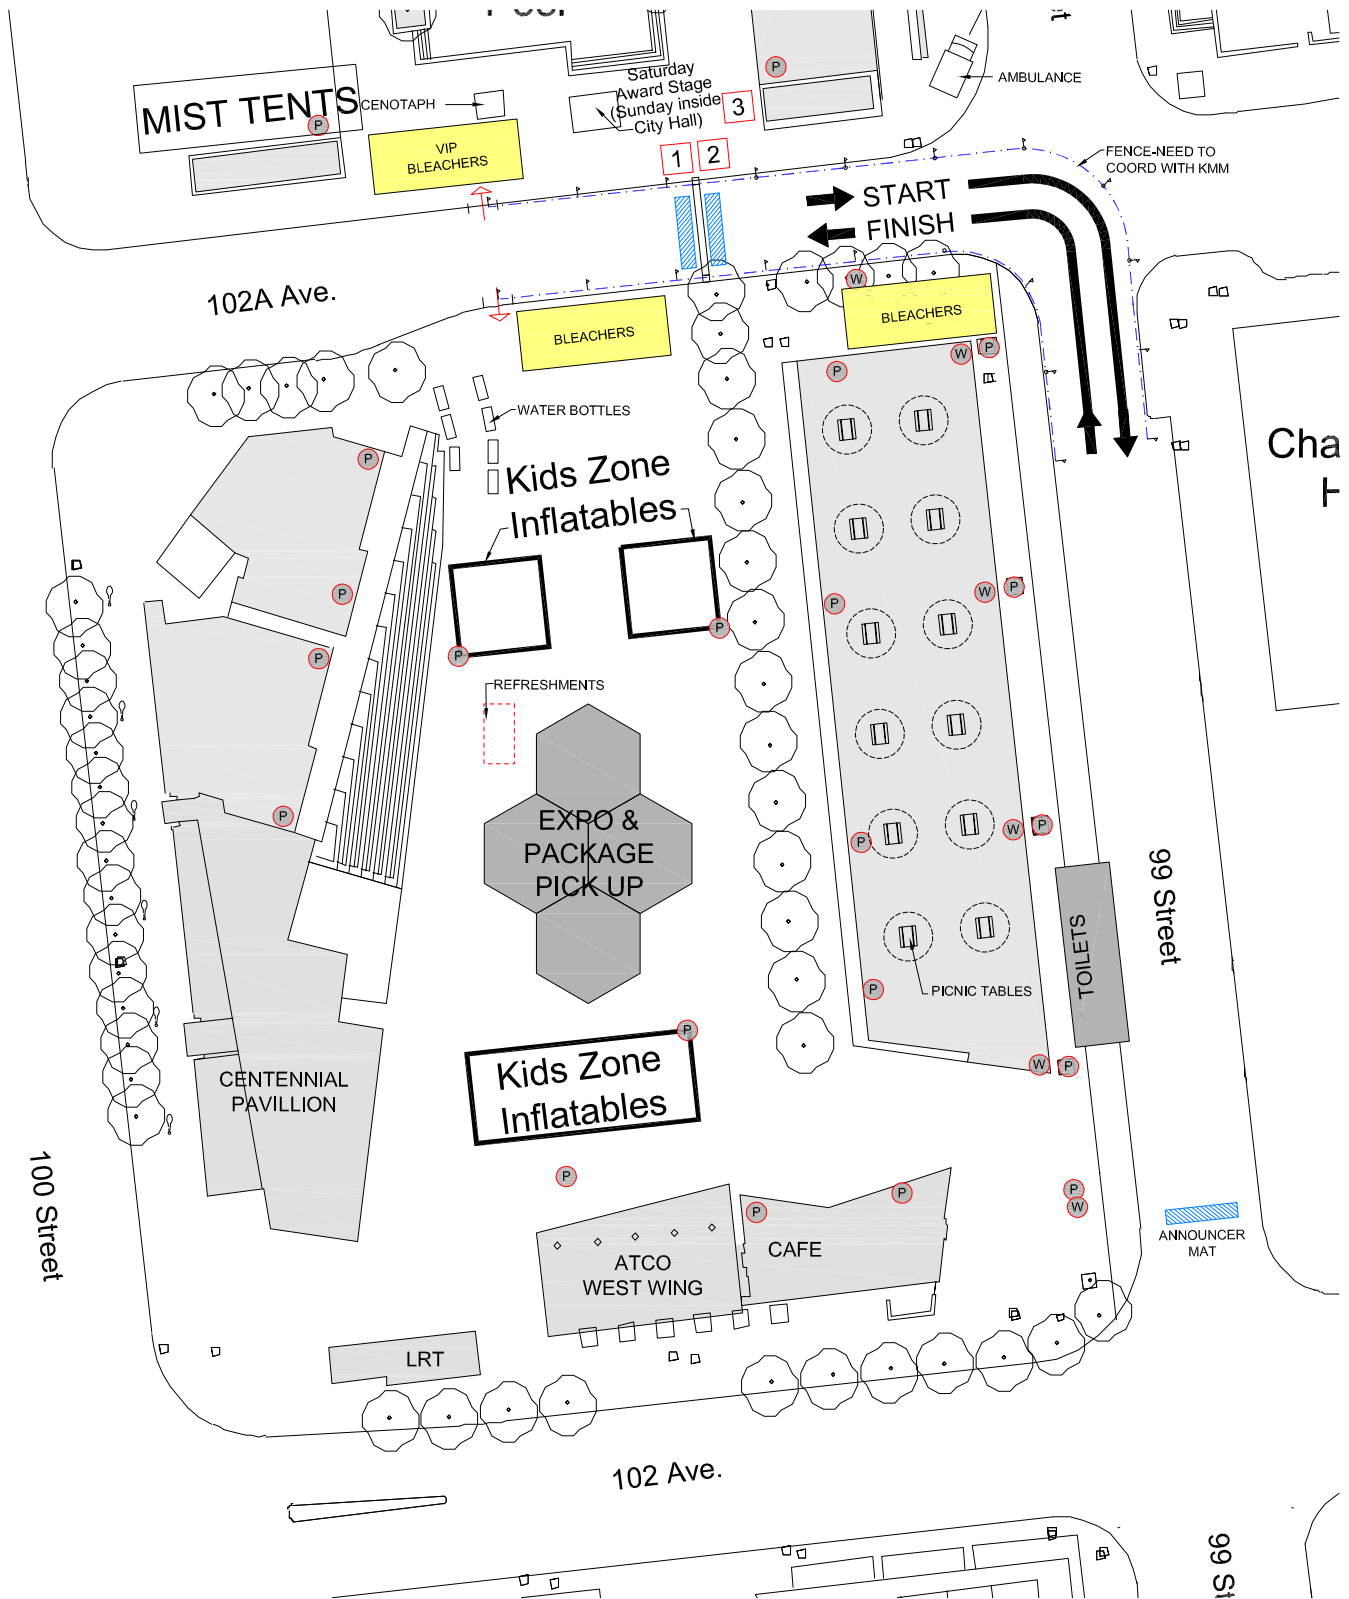 MIST TENTS
P
CENOTAPH
VIP
BLEACHERS
Saturday
Award Stage
(Sunday inside
City Hall)
3
1
2
P
AMBULANCE
FENCE-NEED TO
COORD WITH KMM
START
FINISH
102A Ave.
BLEACHERS
W
BLEACHERS
P
W
P
WATER BOTTLES
Kids Zone
Inflatables
P
P
P
P
P
P
P
W
P
REFRESHMENTS
EXPO &
PACKAGE
PICK UP
P
W
P
99 Street
TOILETS
PICNIC TABLES
P
W
P
P
Kids Zone
Inflatables
CENTENNIAL
PAVILLION
100 Street
P
P
P
P
W
ANNOUNCER
MAT
ATCO
WEST WING
CAFE
LRT
102 Ave.